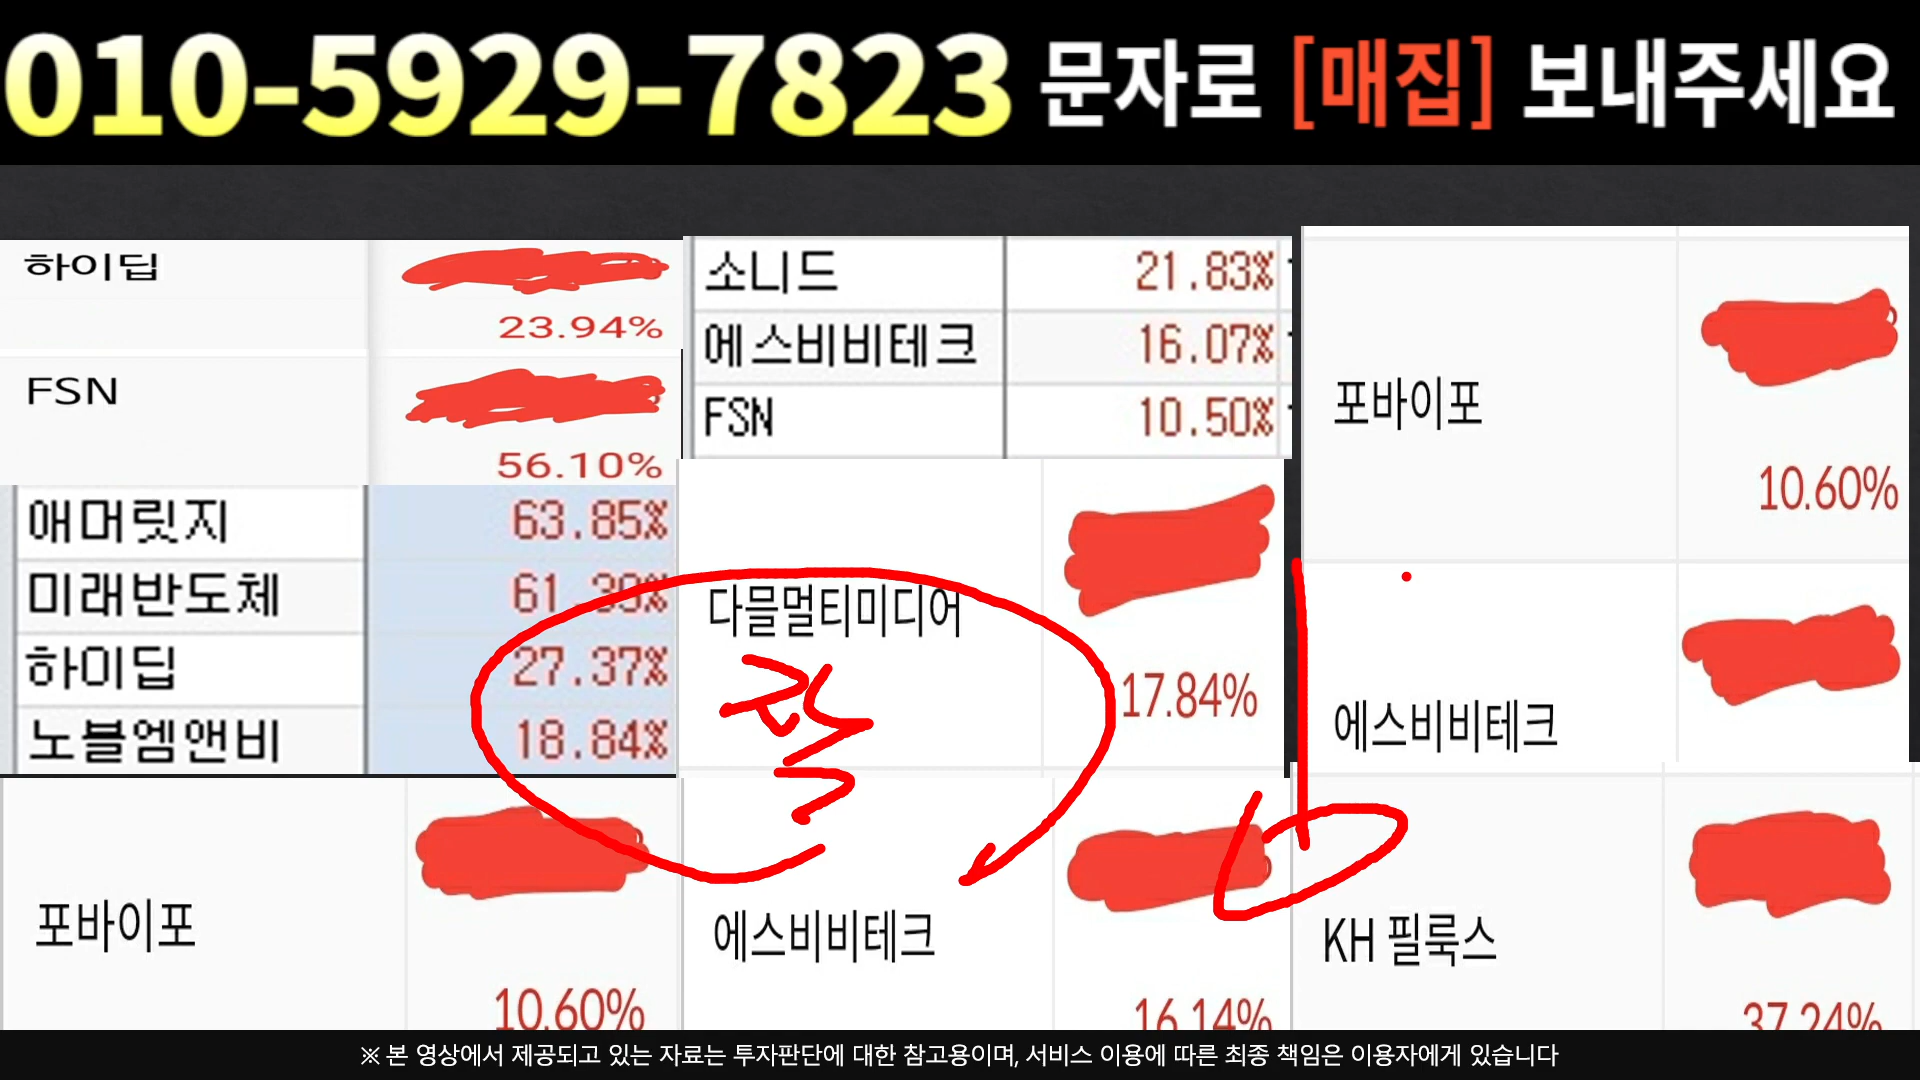 010-5929-7823 문자로 [매집] 보내주세요
하이딥
23.94%
FSN
56.10%
애머릿지 63.85%
미래반도체 61.39%
하이딥 27.37%
노블엠앤비 18.84%
소니드 21.83%
에스비비테크 16.07%
FSN 10.50%
다믈멀티미디어
17.84%
포바이포
10.60%
에스비비테크
포바이포
10.60%
에스비비테크
16.14%
KH 필룩스
37.24%
※ 본 영상에서 제공되고 있는 자료는 투자판단에 대한 참고용이며, 서비스 이용에 따른 최종 책임은 이용자에게 있습니다